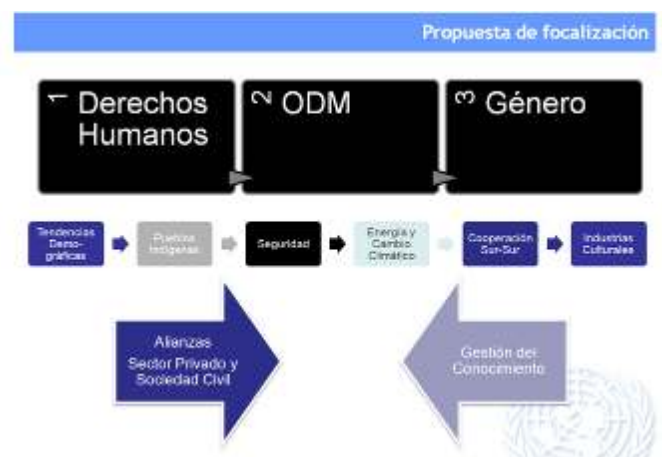 Propuesta de focalización
1 Derechos
Humanos
2 ODM
3 Género
Tendencias
Demo-
gráficas
Pueblos
Indígenas
Seguridad
Energía y
Cambio
Climático
Cooperación
Sur-Sur
Industrias
Culturales
Alianzas
Sector Privado y
Sociedad Civil
Gestión del
Conocimiento